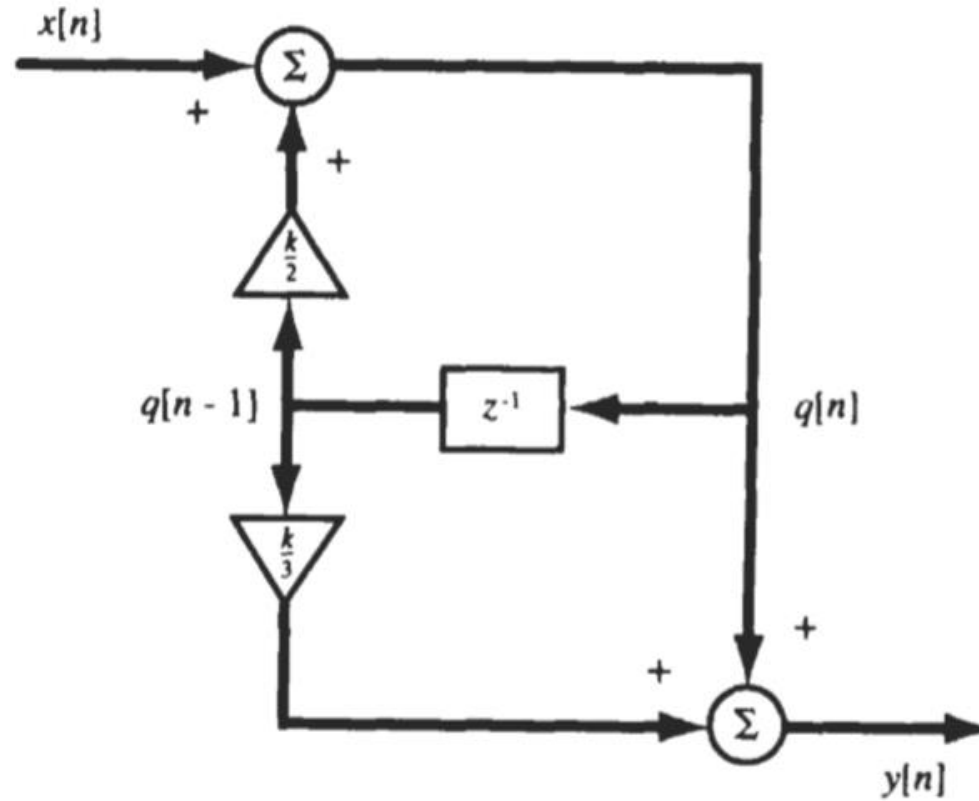 x[n]
Σ
+
+
k
2
q[n - 1]
z⁻¹
q[n]
k
3
+
+
Σ
y[n]